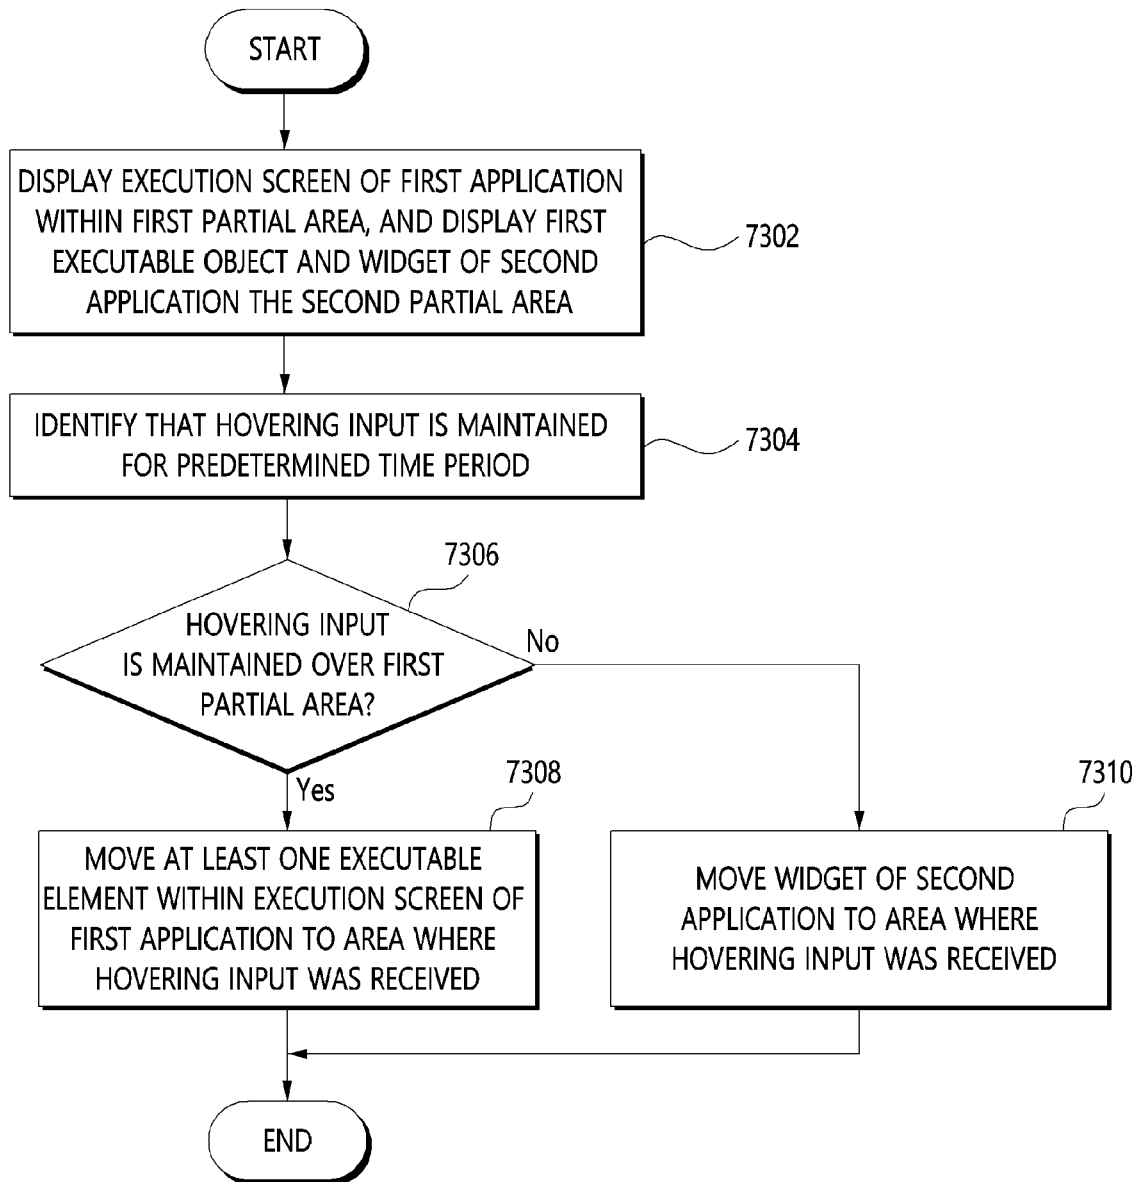 START
DISPLAY EXECUTION SCREEN OF FIRST APPLICATION
WITHIN FIRST PARTIAL AREA, AND DISPLAY FIRST
EXECUTABLE OBJECT AND WIDGET OF SECOND
APPLICATION THE SECOND PARTIAL AREA
7302
IDENTIFY THAT HOVERING INPUT IS MAINTAINED
FOR PREDETERMINED TIME PERIOD
7304
7306
HOVERING INPUT
IS MAINTAINED OVER FIRST
PARTIAL AREA?
No
Yes
7308
MOVE AT LEAST ONE EXECUTABLE
ELEMENT WITHIN EXECUTION SCREEN OF
FIRST APPLICATION TO AREA WHERE
HOVERING INPUT WAS RECEIVED
7310
MOVE WIDGET OF SECOND
APPLICATION TO AREA WHERE
HOVERING INPUT WAS RECEIVED
END